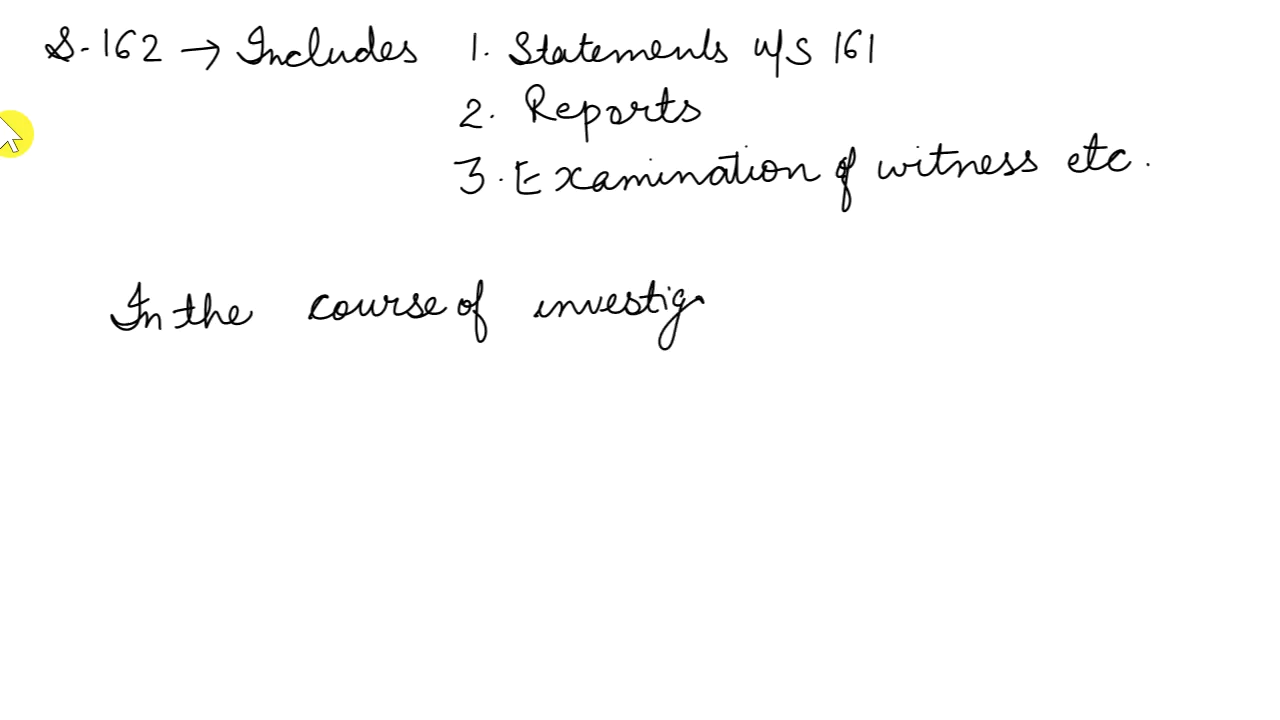 S-162 → Includes 1. Statements u/S 161
2. Reports
3. Examination of witness etc.
In the course of investig